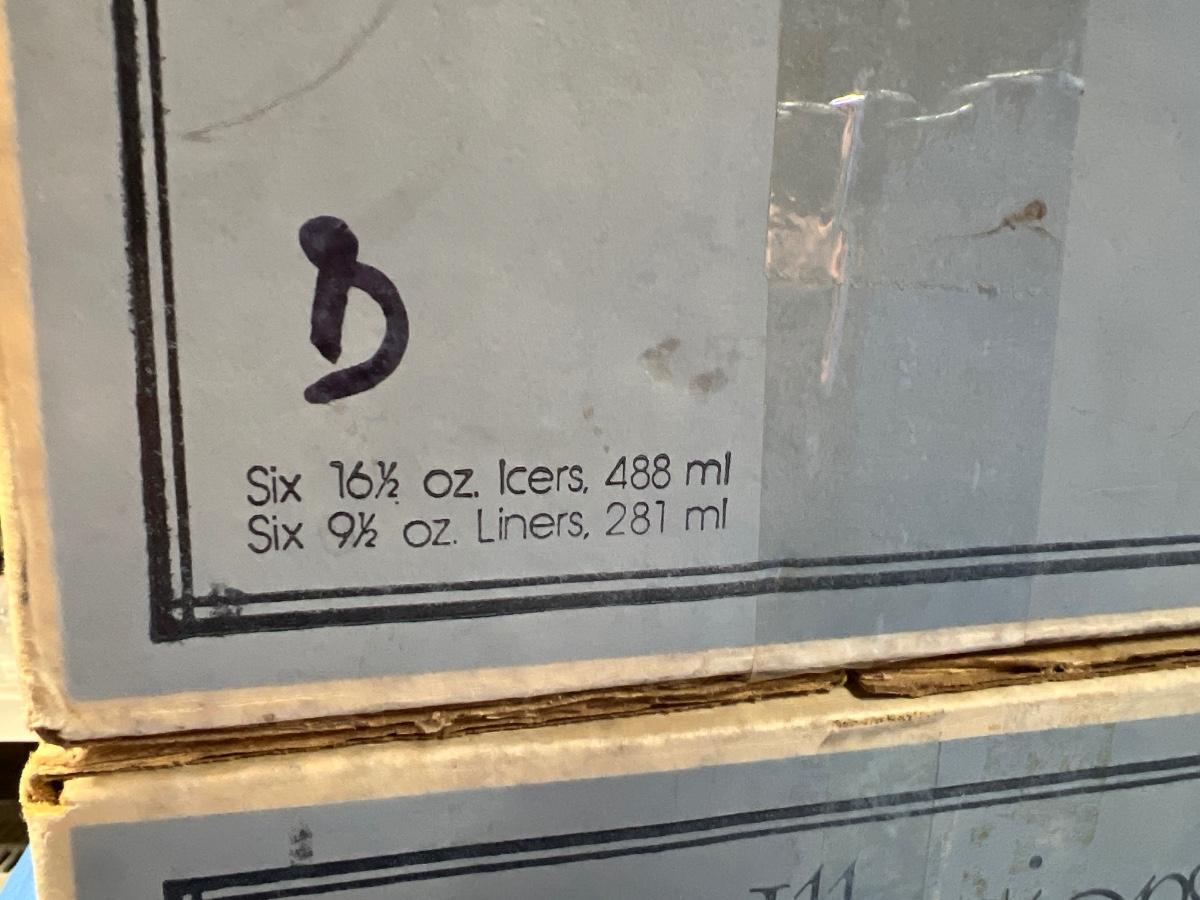 Six 16½ oz. Icers, 488 ml
Six 9½ oz. Liners, 281 ml